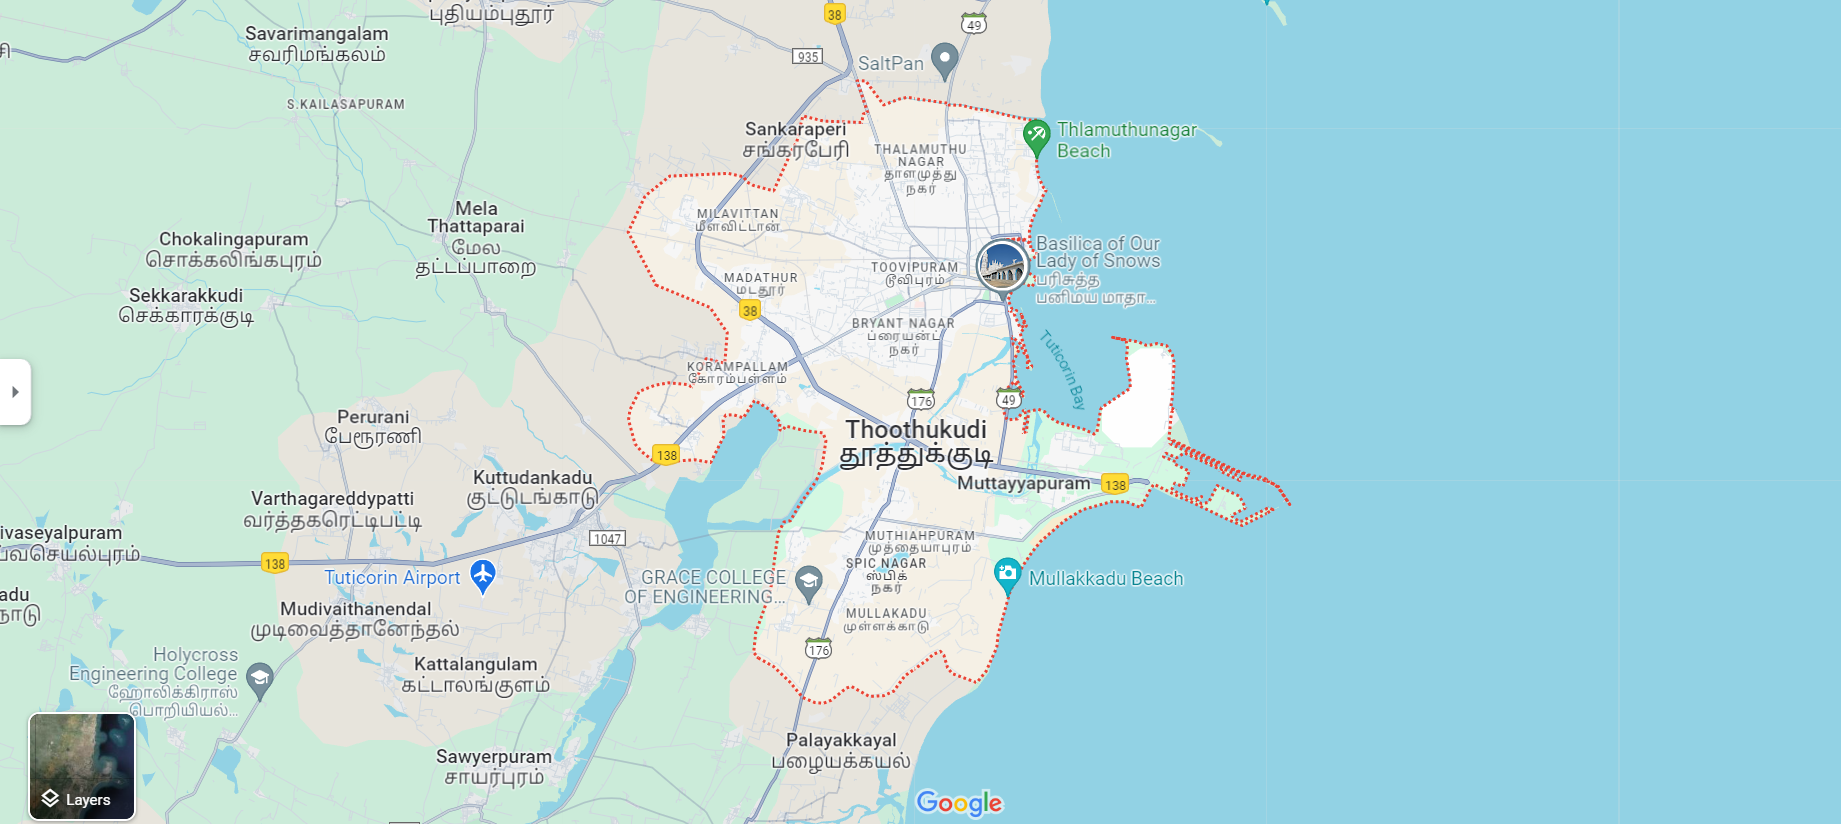 புதியம்புதூர்
38
49
Savarimangalam
சவரிமங்கலம்
935
SaltPan
S.KAILASAPURAM
Sankaraperi
சங்கரபேரி
Thlamuthunagar
Beach
THALAMUTHU
NAGAR
தாளமுத்து
நகர்
Mela
Thattaparai
மேல
தட்டப்பாறை
MILAVITTAN
மீளவிட்டான்
Chokalingapuram
சொக்கலிங்கபுரம்
Basilica of Our
Lady of Snows
பரிசுத்த
பனிமய மாதா...
TOOVIPURAM
டூவிபுரம்
MADATHUR
மடதூர்
Sekkarakkudi
செக்காரக்குடி
38
BRYANT NAGAR
ப்ரையன்ட்
நகர்
Tuticorin Bay
KORAMPALLAM
கோரம்பள்ளம்
176
49
Perurani
பேரூரணி
Thoothukudi
தூத்துக்குடி
138
Kuttudankadu
குட்டுடங்காடு
Muttayyapuram
138
Varthagareddypatti
வர்த்தகரெட்டிபட்டி
ivaseyalpuram
1047
MUTHIAHPURAM
முத்தையாபுரம்
138
SPIC NAGAR
ஸ்பிக்
நகர்
Tuticorin Airport
GRACE COLLEGE
OF ENGINEERING...
Mullakkadu Beach
adu
Mudivaithanendal
முடிவைத்தானேந்தல்
MULLAKADU
முள்ளக்காடு
176
Holycross
Engineering College
ஹோலிக்கிராஸ்
பொறியியல்...
Kattalangulam
கட்டாலங்குளம்
Palayakkayal
பழையக்கயல்
Sawyerpuram
சாயர்புரம்
Layers
Google